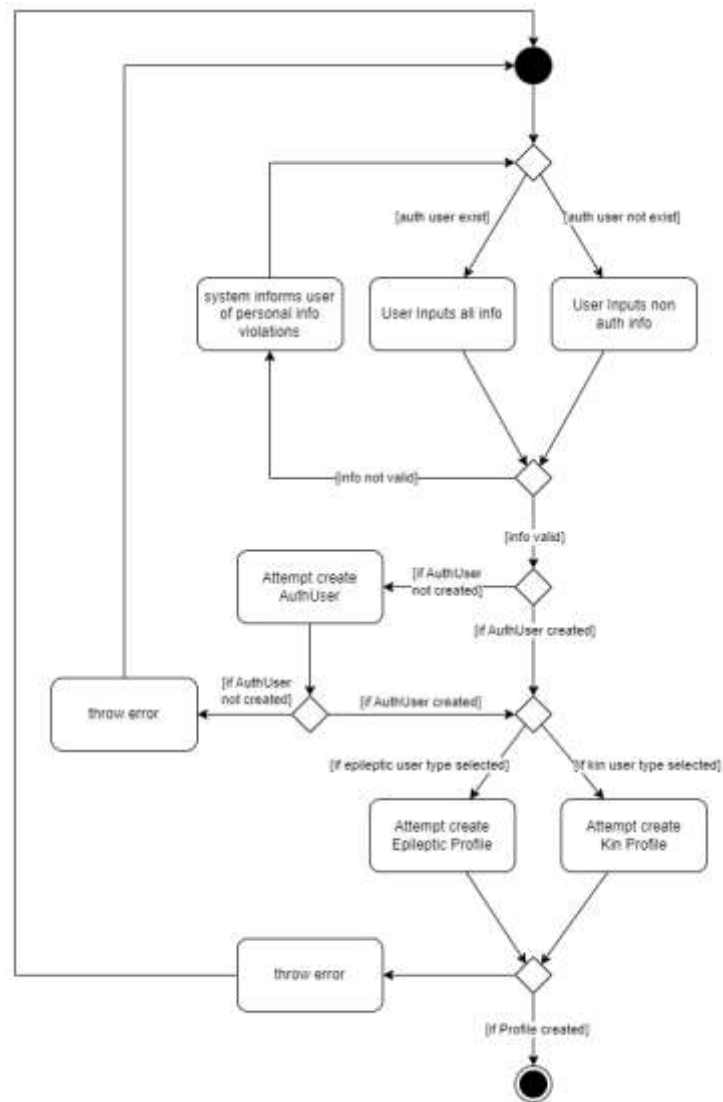 [auth user exist]
[auth user not exist]
system informs user
of personal info
violations
User Inputs all info
User Inputs non
auth info
[info not valid]
[info valid]
Attempt create
AuthUser
[if AuthUser
not created]
[if AuthUser created]
throw error
[if AuthUser
not created]
[if AuthUser created]
[if epileptic user type selected]
[if kin user type selected]
Attempt create
Epileptic Profile
Attempt create
Kin Profile
throw error
[if Profile created]